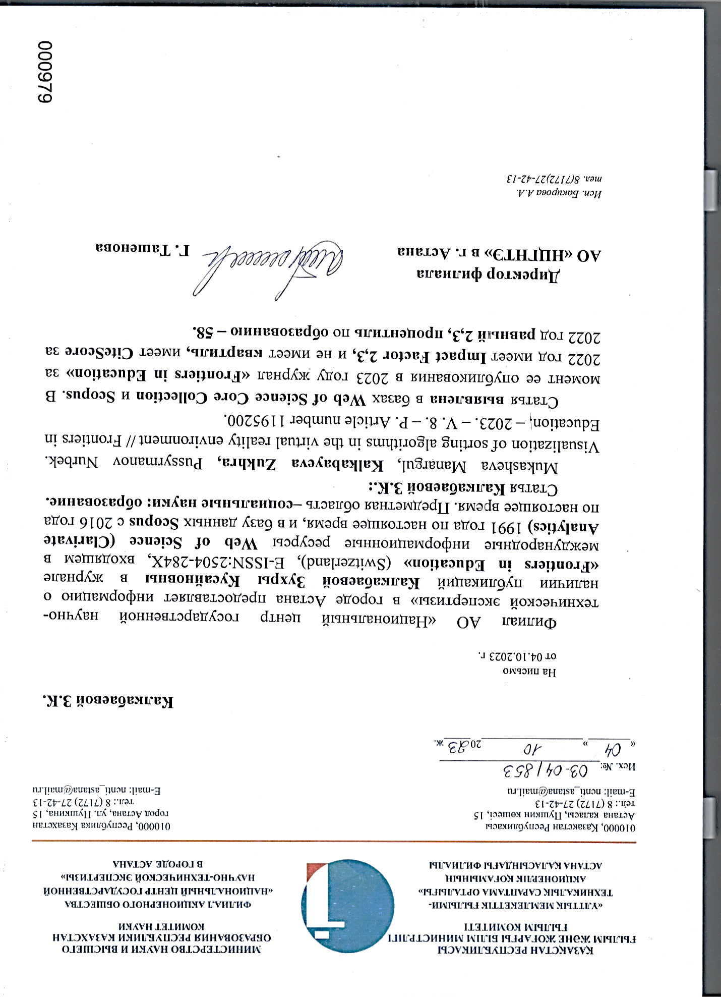 ҚАЗАҚСТАН РЕСПУБЛИКАСЫ
ҒЫЛЫМ ЖӘНЕ ЖОҒАРҒЫ БІЛІМ МИНИСТРЛІГІ
ҒЫЛЫМ КОМИТЕТІ
«ҰЛТТЫҚ МЕМЛЕКЕТТІК ҒЫЛЫМИ-
ТЕХНИКАЛЫҚ САРАПТАМА ОРТАЛЫҒЫ»
АКЦИОНЕРЛІК ҚОҒАМЫНЫҢ
АСТАНА ҚАЛАСЫНДАҒЫ ФИЛИАЛЫ
МИНИСТЕРСТВО НАУКИ И ВЫСШЕГО
ОБРАЗОВАНИЯ РЕСПУБЛИКИ КАЗАХСТАН
КОМИТЕТ НАУКИ
ФИЛИАЛ АКЦИОНЕРНОГО ОБЩЕСТВА
«НАЦИОНАЛЬНЫЙ ЦЕНТР ГОСУДАРСТВЕННОЙ
НАУЧНО-ТЕХНИЧЕСКОЙ ЭКСПЕРТИЗЫ»
В ГОРОДЕ АСТАНА
010000, Қазақстан Республикасы
Астана қаласы, Пушкин көшесі, 15
тел.: 8 (7172) 27-42-13
E-mail: ncnti_astana@mail.ru
010000, Республика Казахстан
город Астана, ул. Пушкина, 15
тел.: 8 (7172) 27-42-13
E-mail: ncnti_astana@mail.ru
Исх. №: 03-04/853
« 04 » 10 2023 ж.
Калкабаевой З.К.
На письмо
от 04.10.2023 г.
Филиал АО «Национальный центр государственной научно-
технической экспертизы» в городе Астана предоставляет информацию о
наличии публикаций Калкабаевой Зухры Кусайновны в журнале
«Frontiers in Education» (Switzerland), E-ISSN:2504-284X, входящем в
международные информационные ресурсы Web of Science (Clarivate
Analytics) 1991 года по настоящее время, и в базу данных Scopus с 2016 года
по настоящее время. Предметная область –социальные науки: образование.
Статья Калкабаевой З.К.:
Mukasheva Manargul, Kalkabayeva Zukhra, Pussyrmanov Nurbek.
Visualization of sorting algorithms in the virtual reality environment // Frontiers in
Education, – 2023. – V. 8. – P. Article number 1195200.
Статья выявлена в базах Web of Science Core Collection и Scopus. В
момент ее опубликования в 2023 году журнал «Frontiers in Education» за
2022 год имеет Impact Factor 2,3, и не имеет квартиль, имеет CiteScore за
2022 год равный 2,3, процентиль по образованию – 58.
Директор филиала
АО «НЦГНТЭ» в г. Астана
Г. Ташенова
Исп. Бакирова А.А.
тел. 8(7172)27-42-13
000979